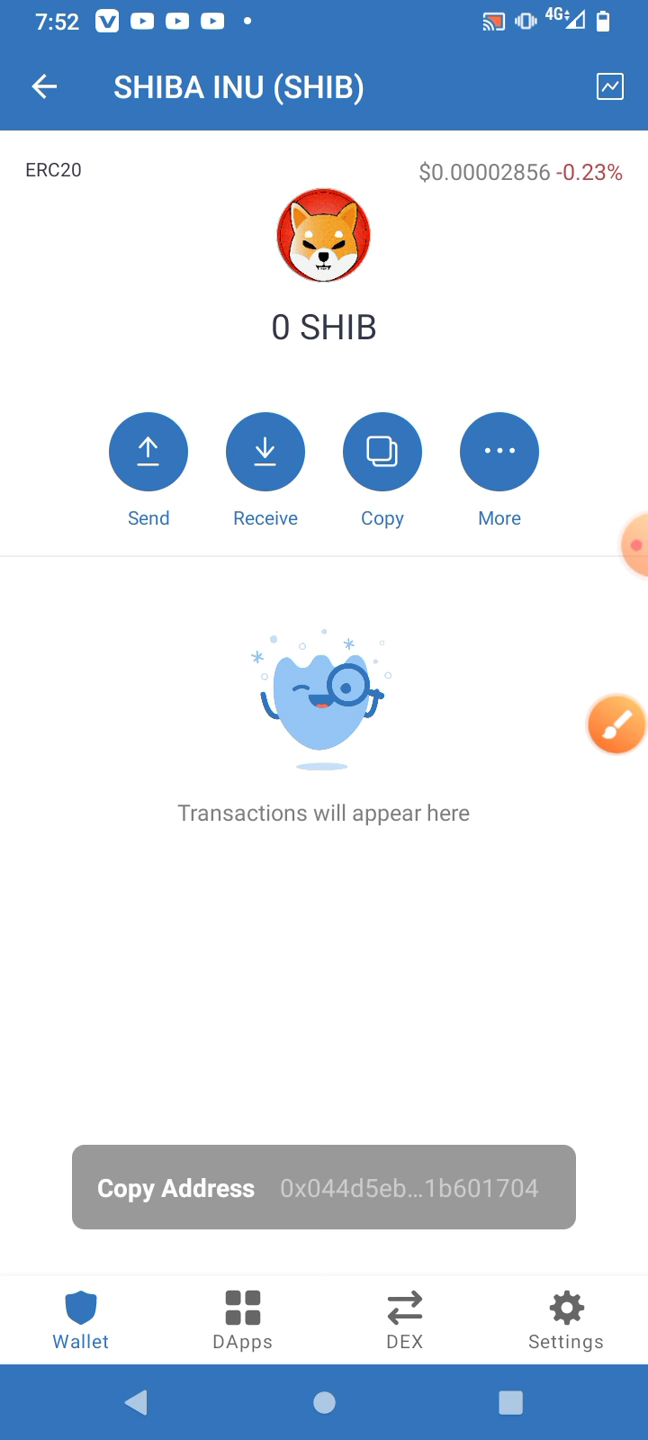 7:52
4G
SHIBA INU (SHIB)
ERC20
$0.00002856 -0.23%
0 SHIB
Send
Receive
Copy
More
Transactions will appear here
Copy Address 0x044d5eb...1b601704
Wallet
DApps
DEX
Settings